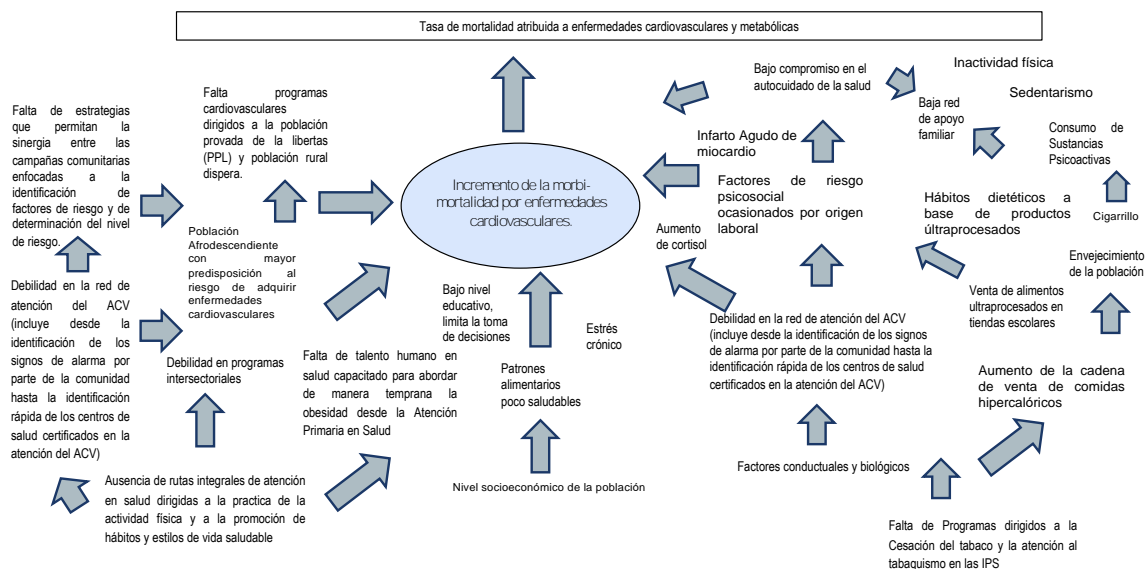 Tasa de mortalidad atribuida a enfermedades cardiovasculares y metabólicas
Falta de estrategias
que permitan la
sinergia entre las
campañas comunitarias
enfocadas a la
identificación de
factores de riesgo y de
determinación del nivel
de riesgo.
Falta programas
cardiovasculares
dirigidos a la población
provada de la libertas
(PPL) y población rural
dispera.
Incremento de la morbi-
mortalidad por enfermedades
cardiovasculares.
Bajo compromiso en el
autocuidado de la salud
Inactividad física
Sedentarismo
Baja red
de apoyo
familiar
Consumo de
Sustancias
Psicoactivas
Infarto Agudo de
miocardio
Factores de riesgo
psicosocial
ocasionados por origen
laboral
Hábitos dietéticos a
base de productos
últraprocesados
Cigarrillo
Población
Afrodescendiente
con mayor
predisposición al
riesgo de adquirir
enfermedades
cardiovasculares
Aumento
de cortisol
Envejecimiento
de la población
Venta de alimentos
ultraprocesados en
tiendas escolares
Debilidad en la red de
atención del ACV
(incluye desde la
identificación de los
signos de alarma por
parte de la comunidad
hasta la identificación
rápida de los centros de
salud certificados en la
atención del ACV)
Bajo nivel
educativo,
limita la toma
de decisiones
Estrés
crónico
Debilidad en la red de atención del ACV
(incluye desde la identificación de los signos
de alarma por parte de la comunidad hasta la
identificación rápida de los centros de salud
certificados en la atención del ACV)
Debilidad en programas
intersectoriales
Falta de talento humano en
salud capacitado para abordar
de manera temprana la
obesidad desde la Atención
Primaria en Salud
Patrones
alimentarios
poco saludables
Aumento de la cadena
de venta de comidas
hipercalóricos
Ausencia de rutas integrales de atención
en salud dirigidas a la practica de la
actividad física y a la promoción de
hábitos y estilos de vida saludable
Nivel socioeconómico de la población
Factores conductuales y biológicos
Falta de Programas dirigidos a la
Cesación del tabaco y la atención al
tabaquismo en las IPS